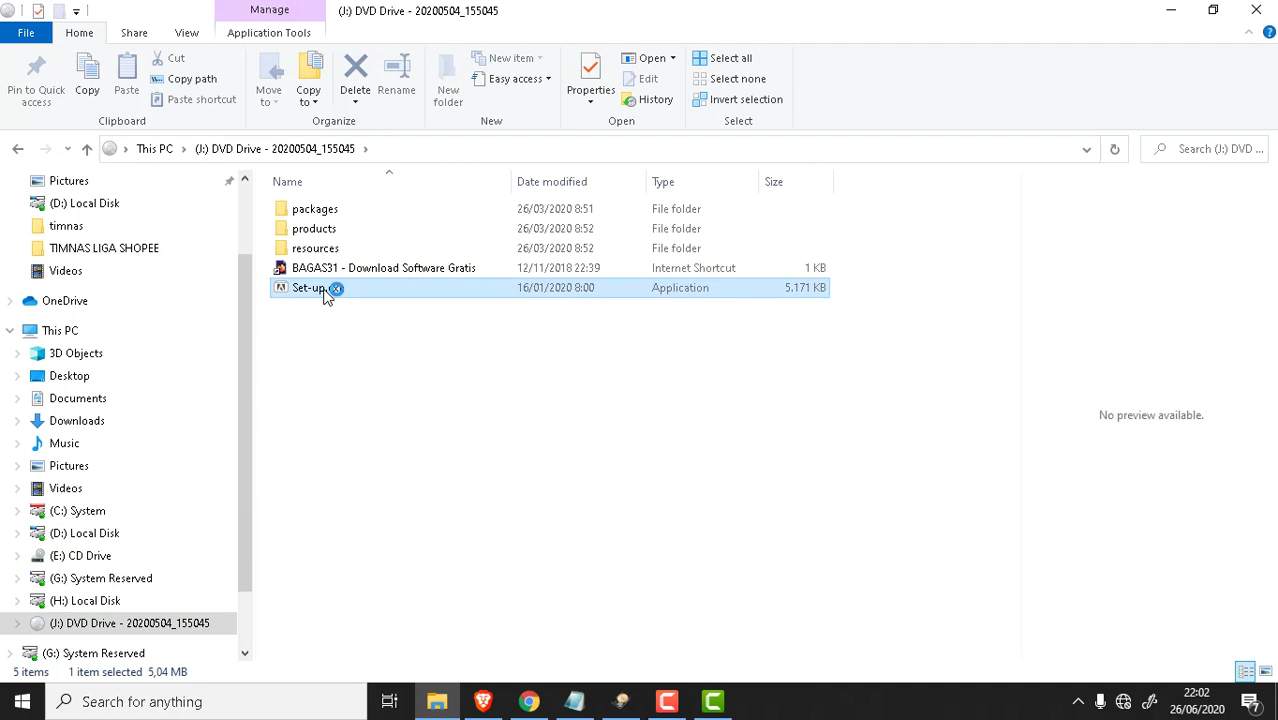 Manage
(J:) DVD Drive - 20200504_155045
File
Home
Share
View
Application Tools
Pin to Quick access
Copy
Paste
Cut
Copy path
Paste shortcut
Clipboard
Move to
Copy to
Delete
Rename
Organize
New folder
New item
Easy access
New
Properties
Open
Edit
History
Open
Select all
Select none
Invert selection
Select
This PC
(J:) DVD Drive - 20200504_155045
Search (J:) DVD ...
Pictures
(D:) Local Disk
timnas
TIMNAS LIGA SHOPEE
Videos
OneDrive
This PC
3D Objects
Desktop
Documents
Downloads
Music
Pictures
Videos
(C:) System
(D:) Local Disk
(E:) CD Drive
(G:) System Reserved
(H:) Local Disk
(J:) DVD Drive - 20200504_155045
(G:) System Reserved
Name Date modified Type Size
packages 26/03/2020 8:51 File folder
products 26/03/2020 8:52 File folder
resources 26/03/2020 8:52 File folder
BAGAS31 - Download Software Gratis 12/11/2018 22:39 Internet Shortcut 1 KB
Set-up 16/01/2020 8:00 Application 5.171 KB
No preview available.
5 items 1 item selected 5,04 MB
Search for anything
22:02
26/06/2020
7